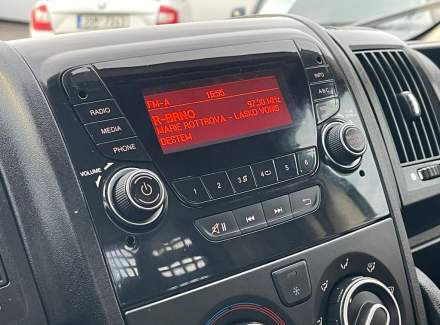 FM-A 15:55
R-BRNO 97.30 MHz
MARIE ROTTROVA - LASKO VONIS
DESTEM
RADIO
MEDIA
PHONE
VOLUME
INFO
A-B-C
1 2 3 4 5 6